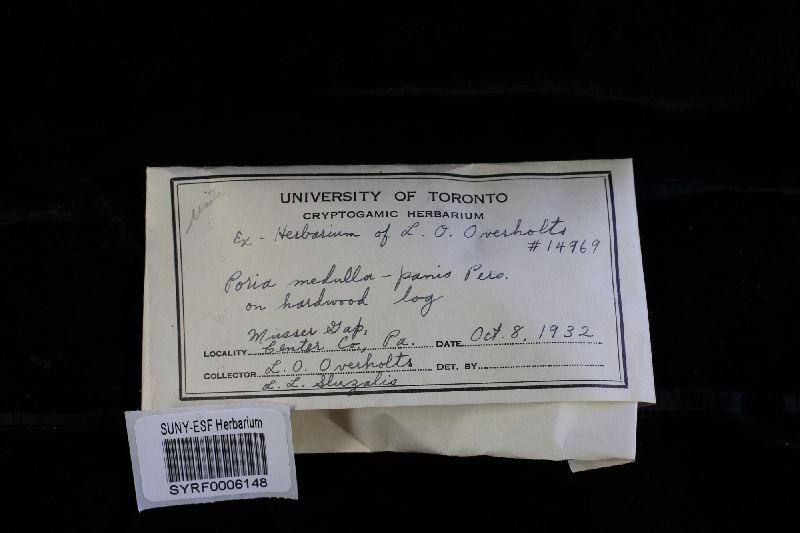 UNIVERSITY OF TORONTO
CRYPTOGAMIC HERBARIUM
Ex-Herbarium of L. O. Overholts
#14969
Poria medulla-panis Pers.
on hardwood log
Musser Gap,
LOCALITY Center Co., Pa. DATE Oct. 8, 1932
COLLECTOR L. O. Overholts DET. BY
L. L. Sluzalis
SUNY-ESF Herbarium
SYRF0006148